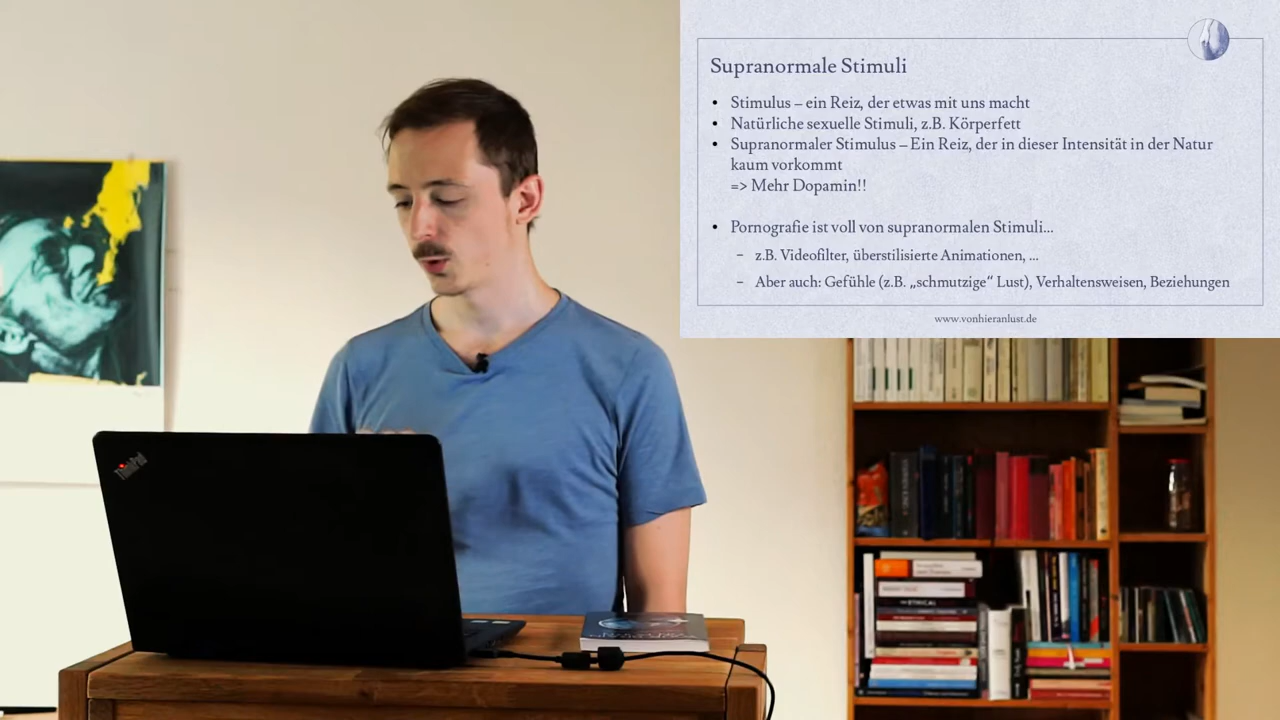 Supranormale Stimuli
• Stimulus – ein Reiz, der etwas mit uns macht
• Natürliche sexuelle Stimuli, z.B. Körperfett
• Supranormaler Stimulus – Ein Reiz, der in dieser Intensität in der Natur
kaum vorkommt
=> Mehr Dopamin!!
• Pornografie ist voll von supranormalen Stimuli...
– z.B. Videofilter, überstilisierte Animationen, ...
– Aber auch: Gefühle (z.B. „schmutzige“ Lust), Verhaltensweisen, Beziehungen
www.vonhieranlust.de
ThinkPad
ETHICAL